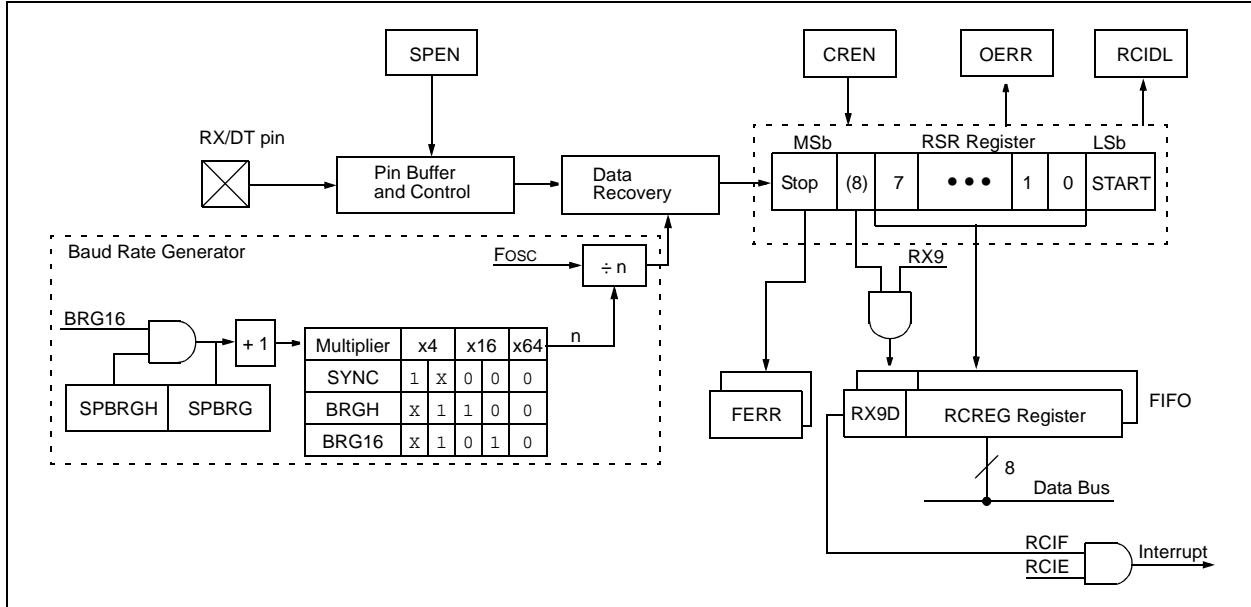 SPEN
CREN
OERR
RCIDL
RX/DT pin
MSb
RSR Register
LSb
Pin Buffer
and Control
Data
Recovery
Stop (8) 7 • • • 1 0 START
Baud Rate Generator
FOSC
÷ n
RX9
BRG16
+ 1
n
Multiplier x4 x16 x64
SYNC 1 X 0 0 0
BRGH X 1 1 0 0
BRG16 X 1 0 1 0
SPBRGH SPBRG
FERR
RX9D RCREG Register
FIFO
8
Data Bus
RCIF
RCIE
Interrupt